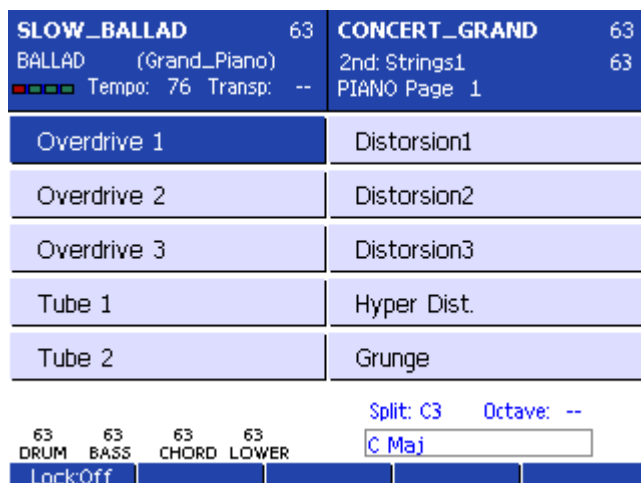 SLOW_BALLAD 63 CONCERT_GRAND 63
BALLAD (Grand_Piano) 2nd: Strings1 63
Tempo: 76 Transp: -- PIANO Page 1
Overdrive 1 Distorsion1
Overdrive 2 Distorsion2
Overdrive 3 Distorsion3
Tube 1 Hyper Dist.
Tube 2 Grunge
Split: C3 Octave: --
63 63 63 63 C Maj
DRUM BASS CHORD LOWER
Lock:Off